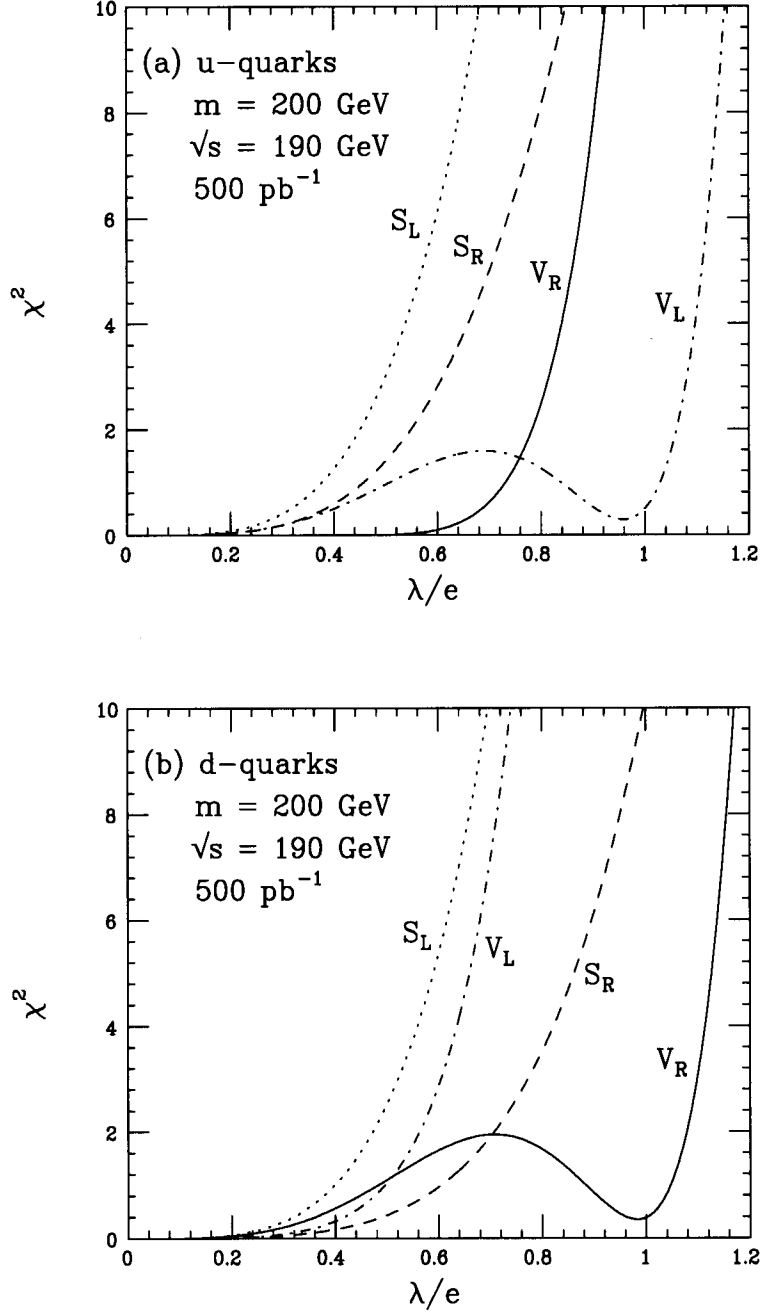 10
8
6
4
2
0
χ²
(a) u-quarks
m = 200 GeV
√s = 190 GeV
500 pb⁻¹
S_L
S_R
V_R
V_L
0 0.2 0.4 0.6 0.8 1 1.2
λ/e
10
8
6
4
2
0
χ²
(b) d-quarks
m = 200 GeV
√s = 190 GeV
500 pb⁻¹
S_L
V_L
S_R
V_R
0 0.2 0.4 0.6 0.8 1 1.2
λ/e